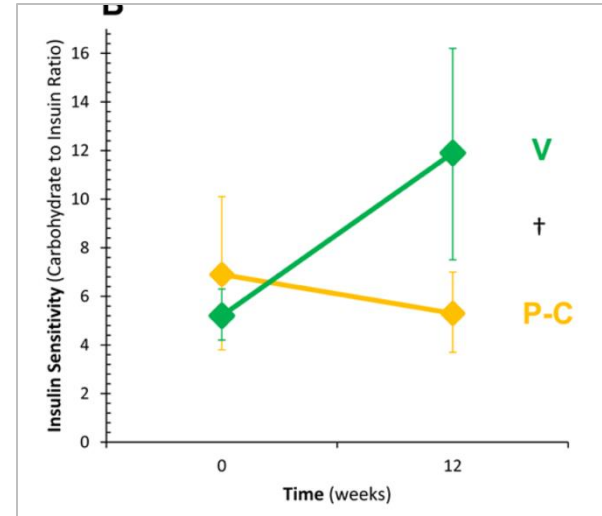 B
Insulin Sensitivity (Carbohydrate to Insuin Ratio)
16
14
12
10
8
6
4
2
0
V
†
P-C
0 12
Time (weeks)